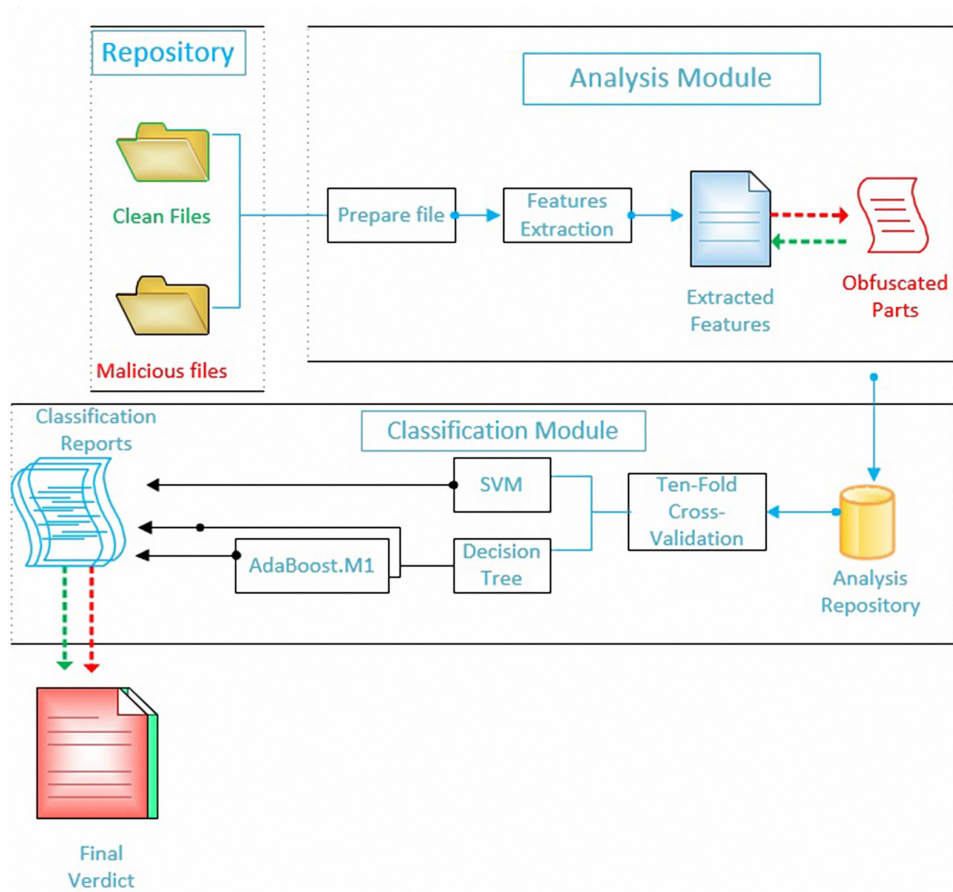 Repository
Clean Files
Malicious files
Analysis Module
Prepare file
Features
Extraction
Extracted
Features
Obfuscated
Parts
Classification Module
Classification
Reports
SVM
AdaBoost.M1
Decision
Tree
Ten-Fold
Cross-
Validation
Analysis
Repository
Final
Verdict